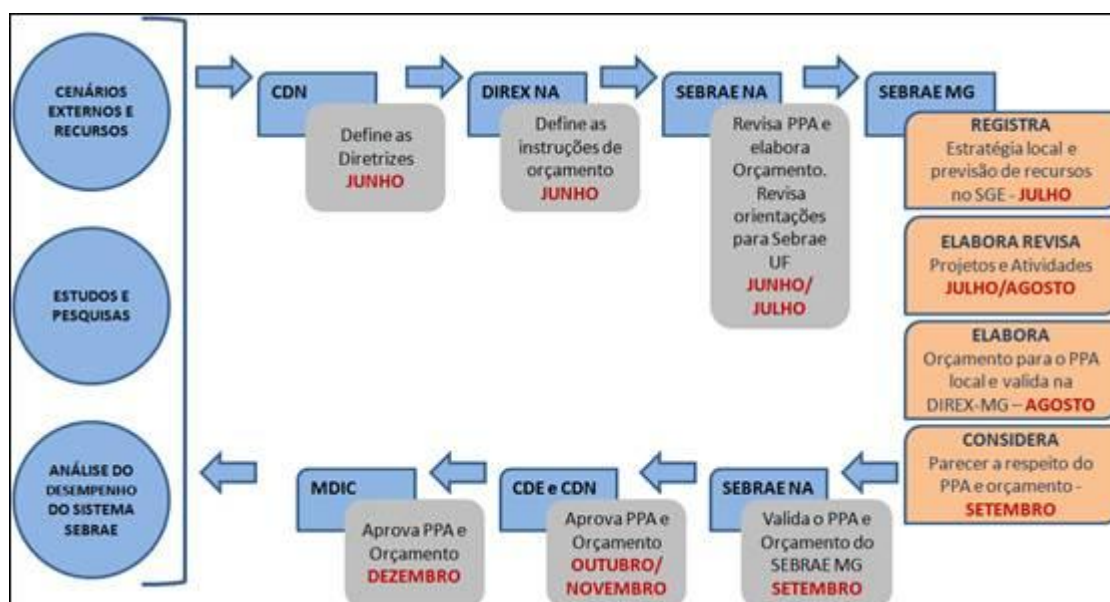 CENÁRIOS
EXTERNOS E
RECURSOS
ESTUDOS E
PESQUISAS
ANÁLISE DO
DESEMPENHO
DO SISTEMA
SEBRAE
CDN
Define as
Diretrizes
JUNHO
DIREX NA
Define as
instruções de
orçamento
JUNHO
SEBRAE NA
Revisa PPA e
elabora
Orçamento.
Revisa
orientações
para Sebrae
UF
JUNHO/
JULHO
SEBRAE MG
REGISTRA
Estratégia local e
previsão de recursos
no SGE - JULHO
ELABORA REVISA
Projetos e Atividades
JULHO/AGOSTO
ELABORA
Orçamento para o PPA
local e valida na
DIREX-MG – AGOSTO
CONSIDERA
Parecer a respeito do
PPA e orçamento -
SETEMBRO
SEBRAE NA
Valida o PPA e
Orçamento do
SEBRAE MG
SETEMBRO
CDE e CDN
Aprova PPA e
Orçamento
OUTUBRO/
NOVEMBRO
MDIC
Aprova PPA e
Orçamento
DEZEMBRO